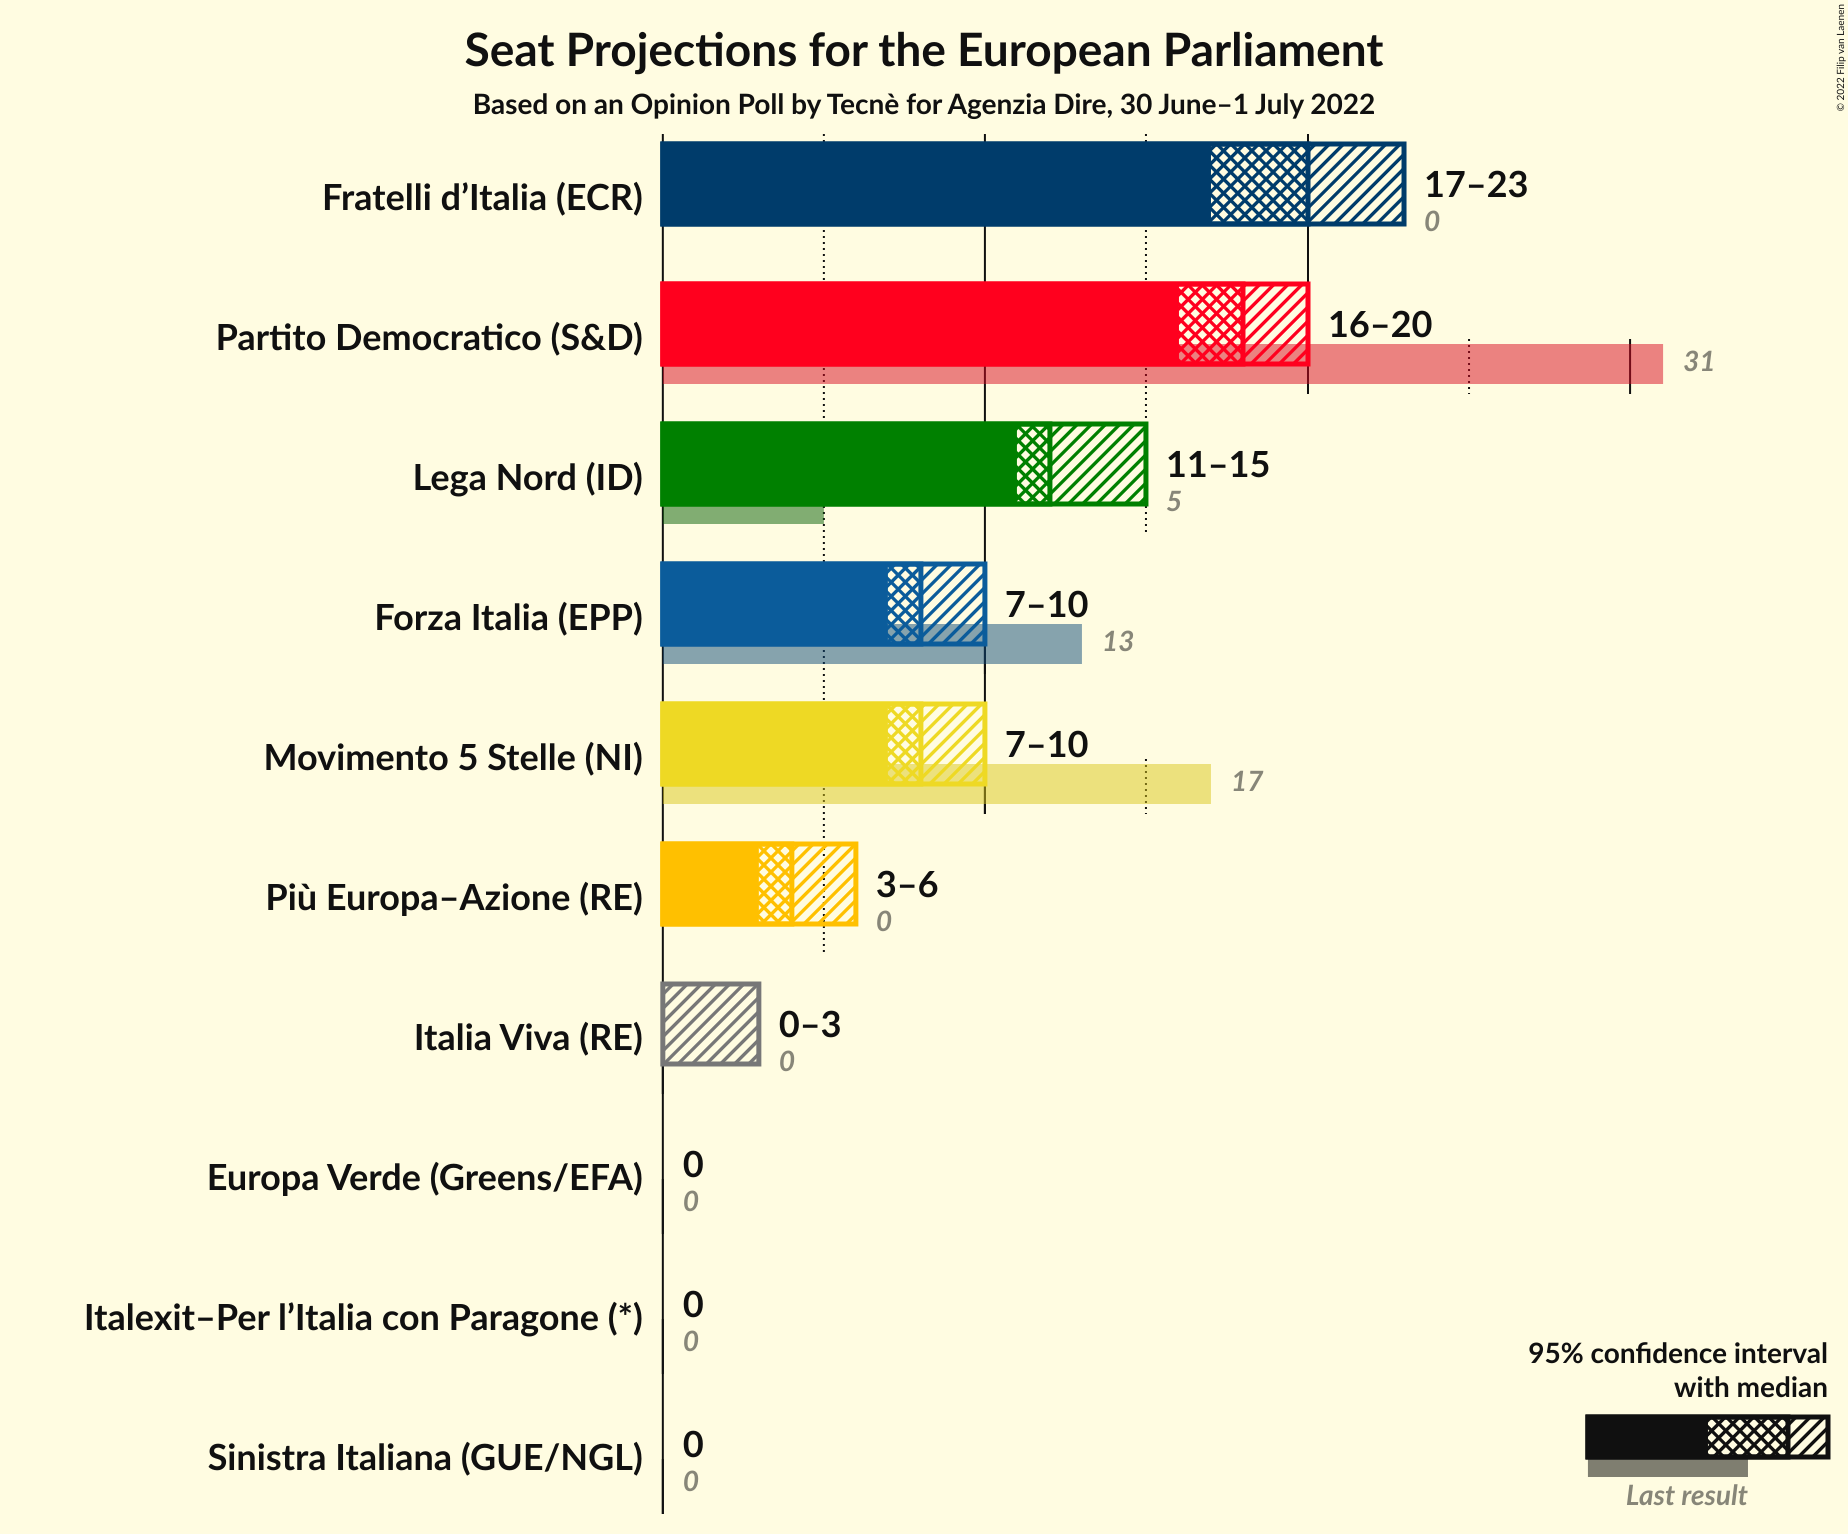 Seat Projections for the European Parliament
Based on an Opinion Poll by Tecnè for Agenzia Dire, 30 June–1 July 2022
© 2022 Filip van Laenen
Fratelli d’Italia (ECR)
17–23
0
Partito Democratico (S&D)
16–20
31
Lega Nord (ID)
11–15
5
Forza Italia (EPP)
7–10
13
Movimento 5 Stelle (NI)
7–10
17
Più Europa–Azione (RE)
3–6
0
Italia Viva (RE)
0–3
0
Europa Verde (Greens/EFA)
0
0
Italexit–Per l’Italia con Paragone (*)
0
0
Sinistra Italiana (GUE/NGL)
0
0
95% confidence interval
with median
Last result